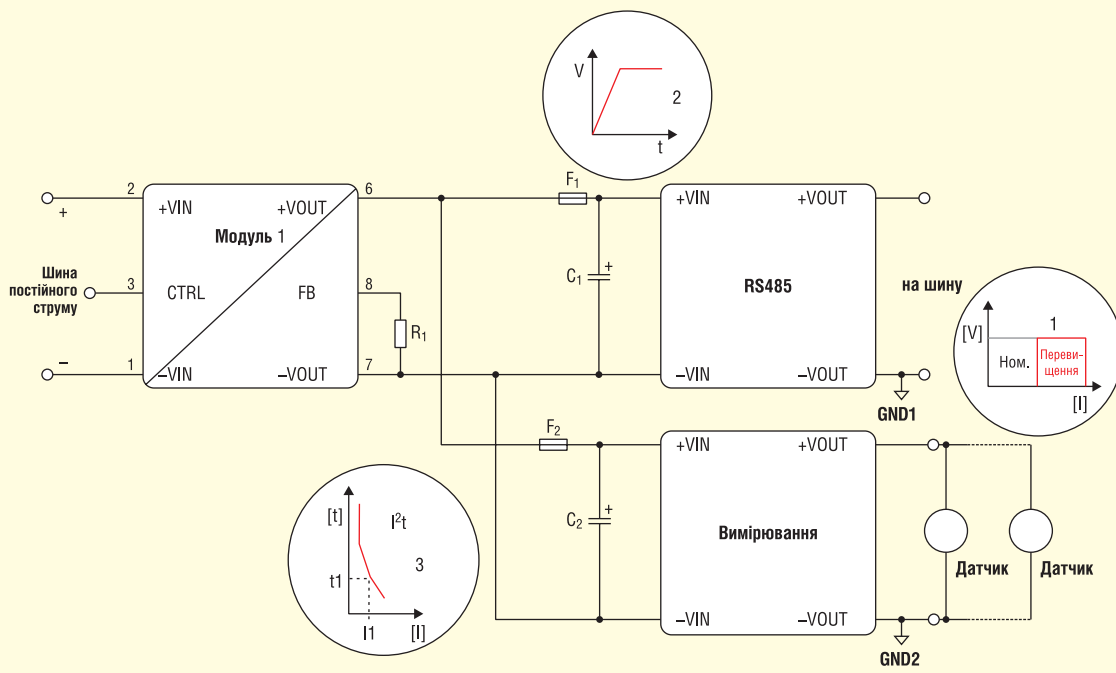 V
2
t
2
+
Шина
постійного
струму
3
–
1
+VIN
+VOUT
Модуль 1
CTRL
FB
–VIN
–VOUT
6
8
7
R₁
F₁
C₁
+
+VIN
+VOUT
RS485
–VIN
–VOUT
на шину
GND1
[V]
1
Ном.
Переви-
щення
[I]
F₂
C₂
+
+VIN
+VOUT
Вимірювання
–VIN
–VOUT
GND2
Датчик
Датчик
[t]
I²t
3
t1
I1
[I]